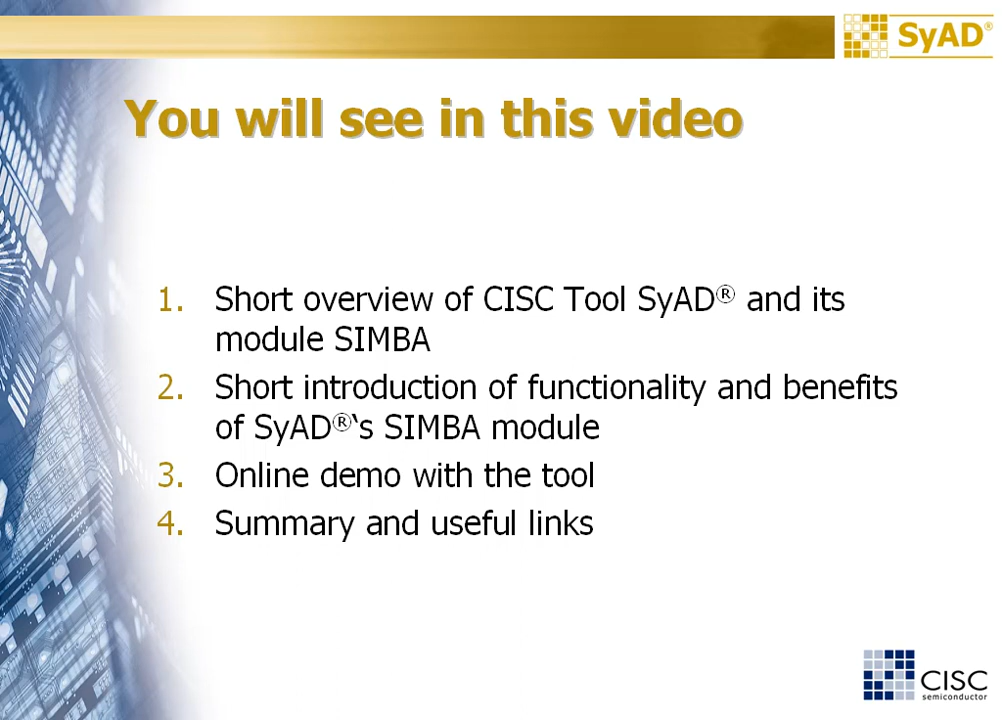 SyAD®
You will see in this video
1. Short overview of CISC Tool SyAD® and its
module SIMBA
2. Short introduction of functionality and benefits
of SyAD®‘s SIMBA module
3. Online demo with the tool
4. Summary and useful links
CISC
semiconductor